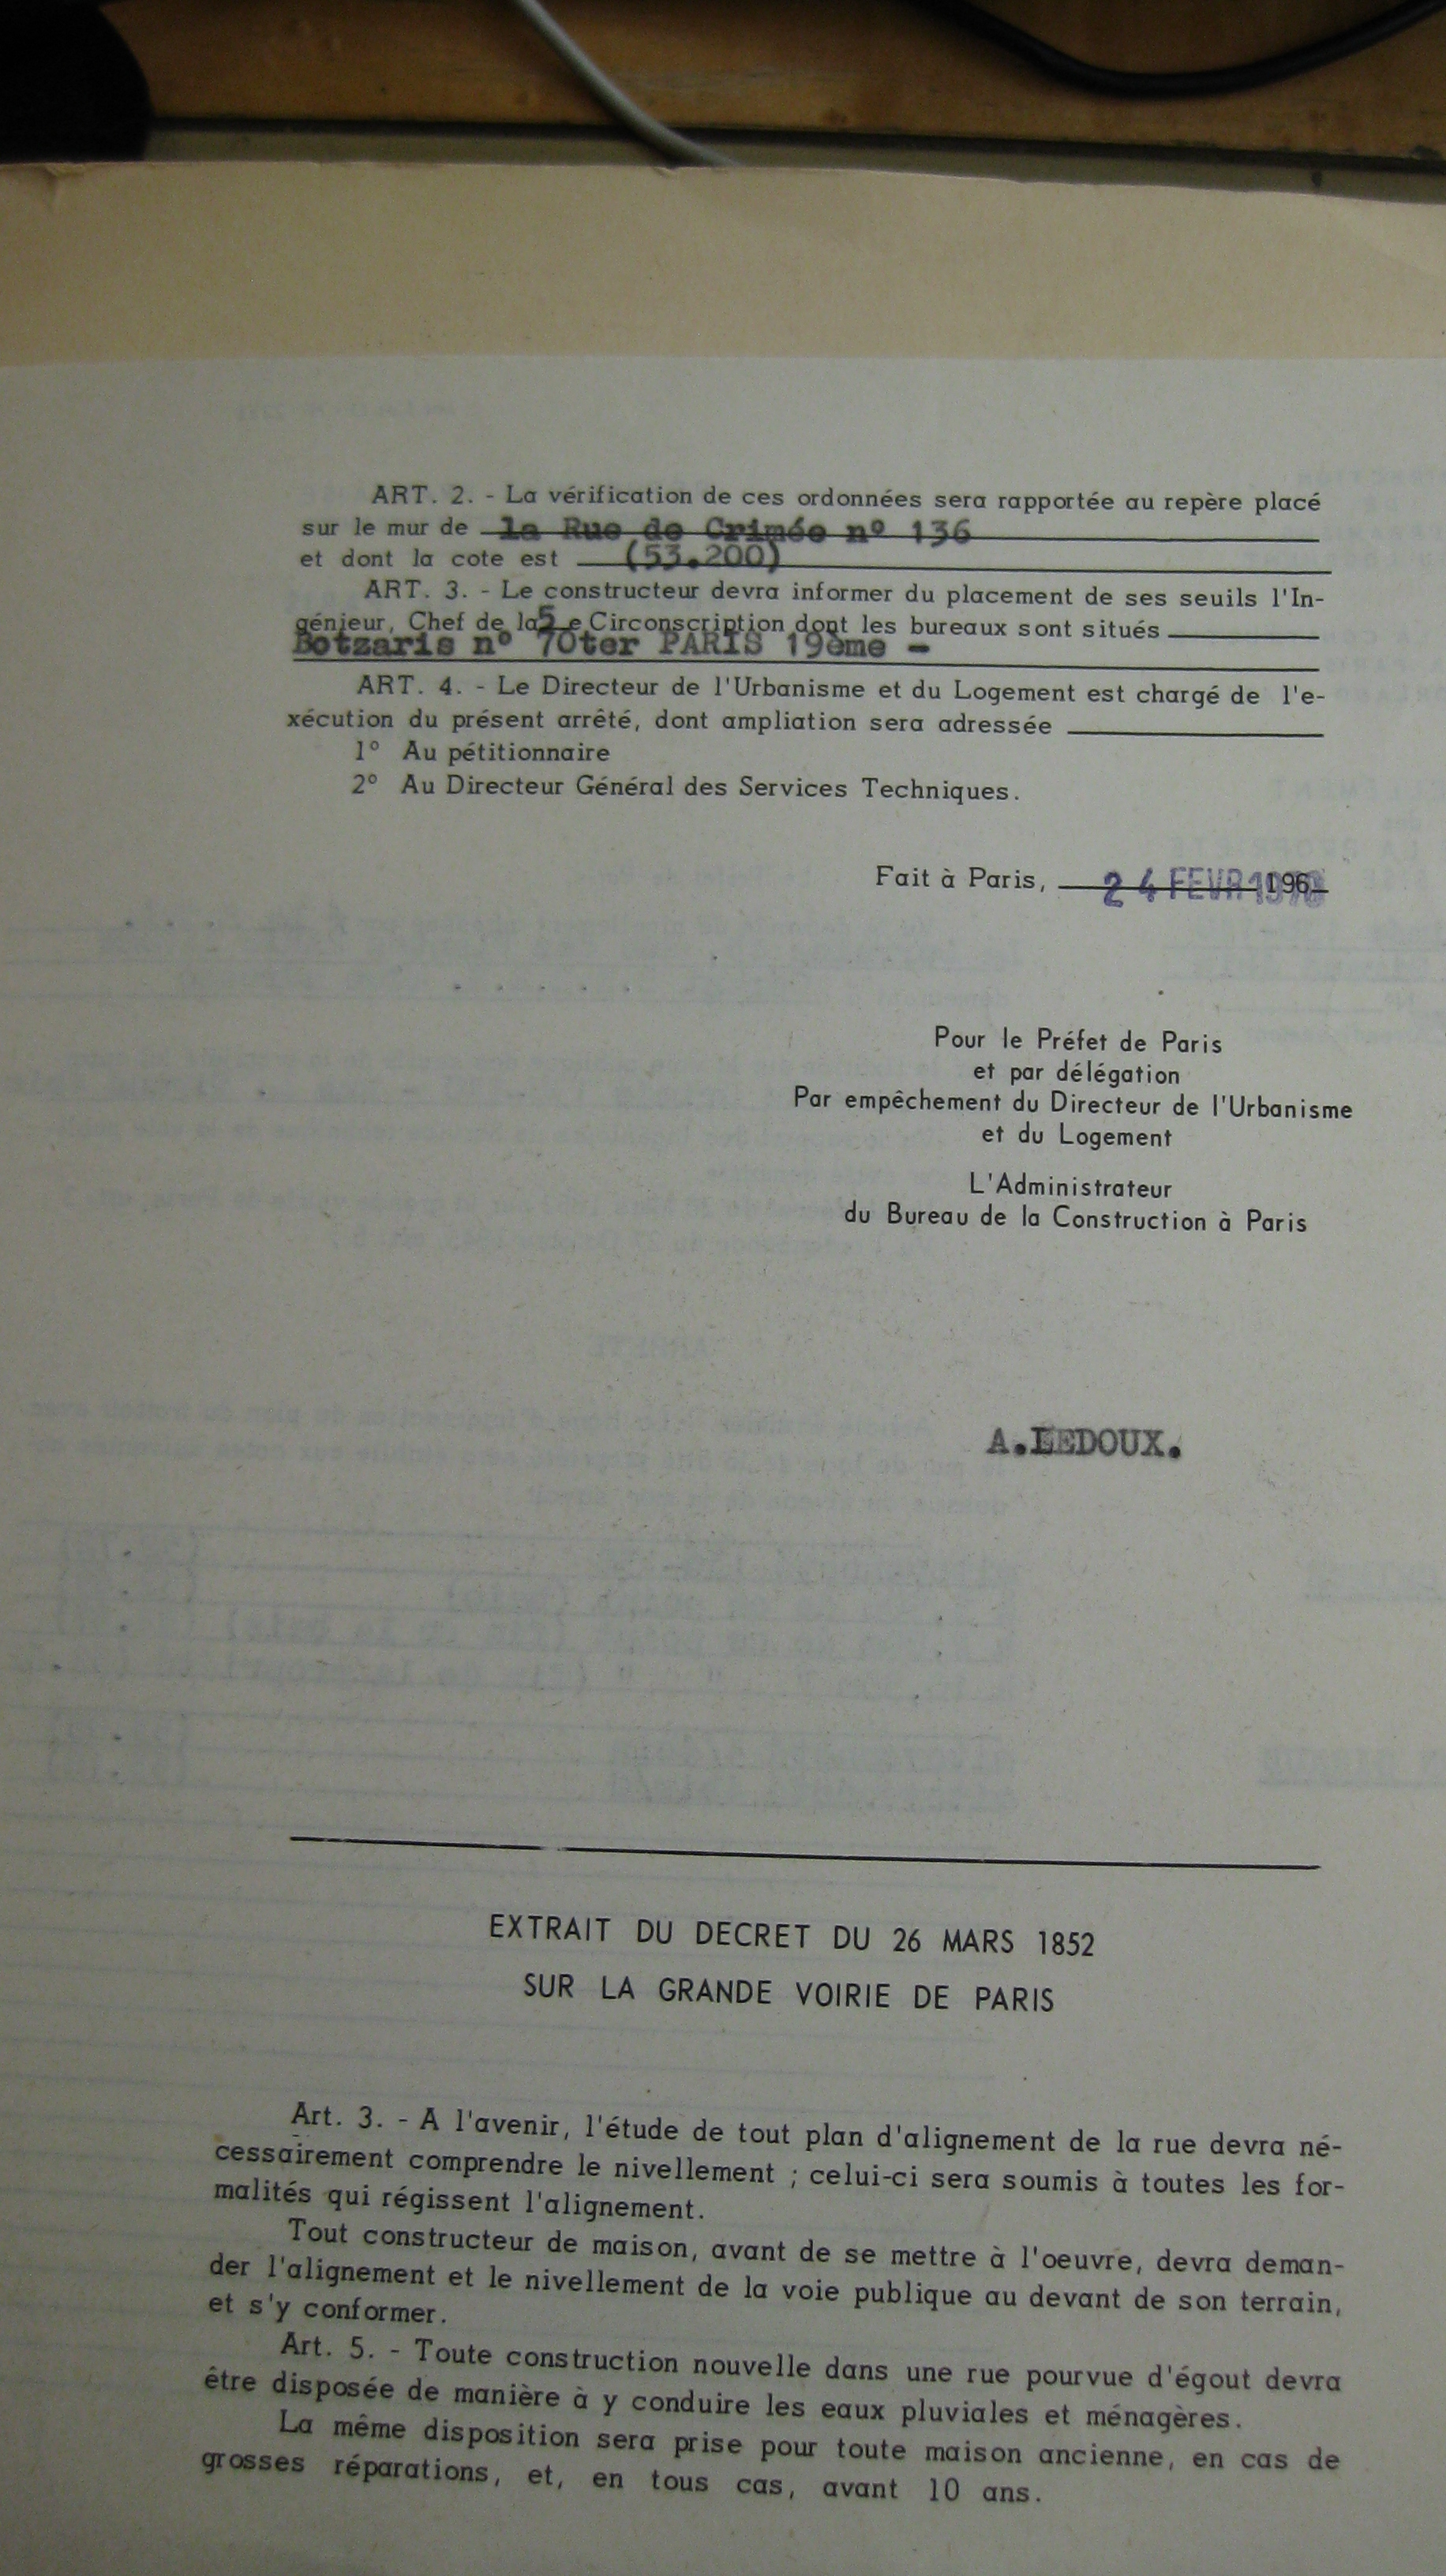 ART. 2. - La vérification de ces ordonnées sera rapportée au repère placé
sur le mur de la Rue de Crimée nº 136
et dont la cote est (53.200)
ART. 3. - Le constructeur devra informer du placement de ses seuils l'In-
génieur, Chef de la 5 e Circonscription dont les bureaux sont situés
Botzaris nº 70ter PARIS 19ème -
ART. 4. - Le Directeur de l'Urbanisme et du Logement est chargé de l'e-
xécution du présent arrêté, dont ampliation sera adressée
1° Au pétitionnaire
2° Au Directeur Général des Services Techniques.
Fait à Paris, 24 FEVR 1970 196
Pour le Préfet de Paris
et par délégation
Par empêchement du Directeur de l'Urbanisme
et du Logement
L'Administrateur
du Bureau de la Construction à Paris
A.LEDOUX.
EXTRAIT DU DECRET DU 26 MARS 1852
SUR LA GRANDE VOIRIE DE PARIS
Art. 3. - A l'avenir, l'étude de tout plan d'alignement de la rue devra né-
cessairement comprendre le nivellement ; celui-ci sera soumis à toutes les for-
malités qui régissent l'alignement.
Tout constructeur de maison, avant de se mettre à l'oeuvre, devra deman-
der l'alignement et le nivellement de la voie publique au devant de son terrain,
et s'y conformer.
Art. 5. - Toute construction nouvelle dans une rue pourvue d'égout devra
être disposée de manière à y conduire les eaux pluviales et ménagères.
La même disposition sera prise pour toute maison ancienne, en cas de
grosses réparations, et, en tous cas, avant 10 ans.